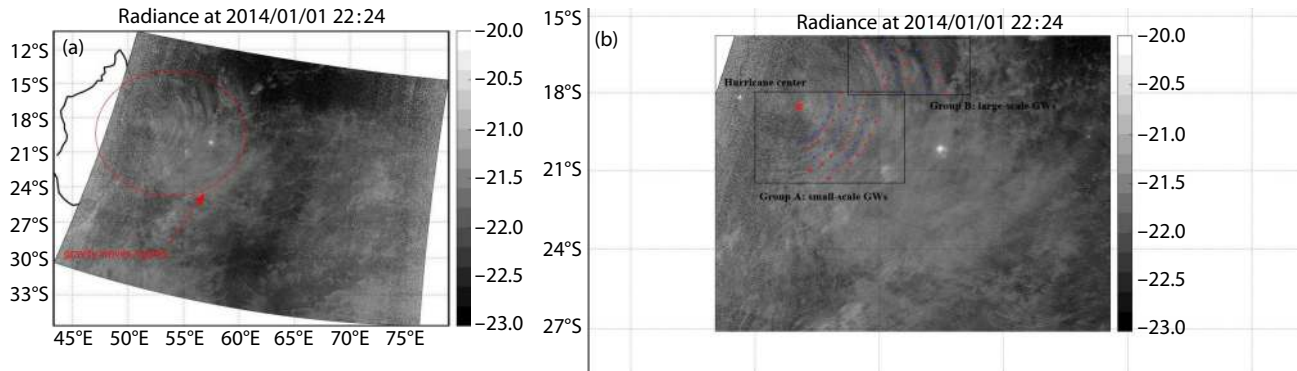 Radiance at 2014/01/01 22:24
(a)
12°S
15°S
18°S
21°S
25°S
27°S
30°S
33°S
45°E 50°E 55°E 60°E 65°E 70°E 75°E
−20.0
−20.5
−21.0
−21.5
−22.0
−22.5
−23.0
Radiance at 2014/01/01 22:24
(b)
15°S
18°S
21°S
24°S
27°S
Hurricane center
Group B: large-scale GWs
Group A: small-scale GWs
−20.0
−20.5
−21.0
−21.5
−22.0
−22.5
−23.0